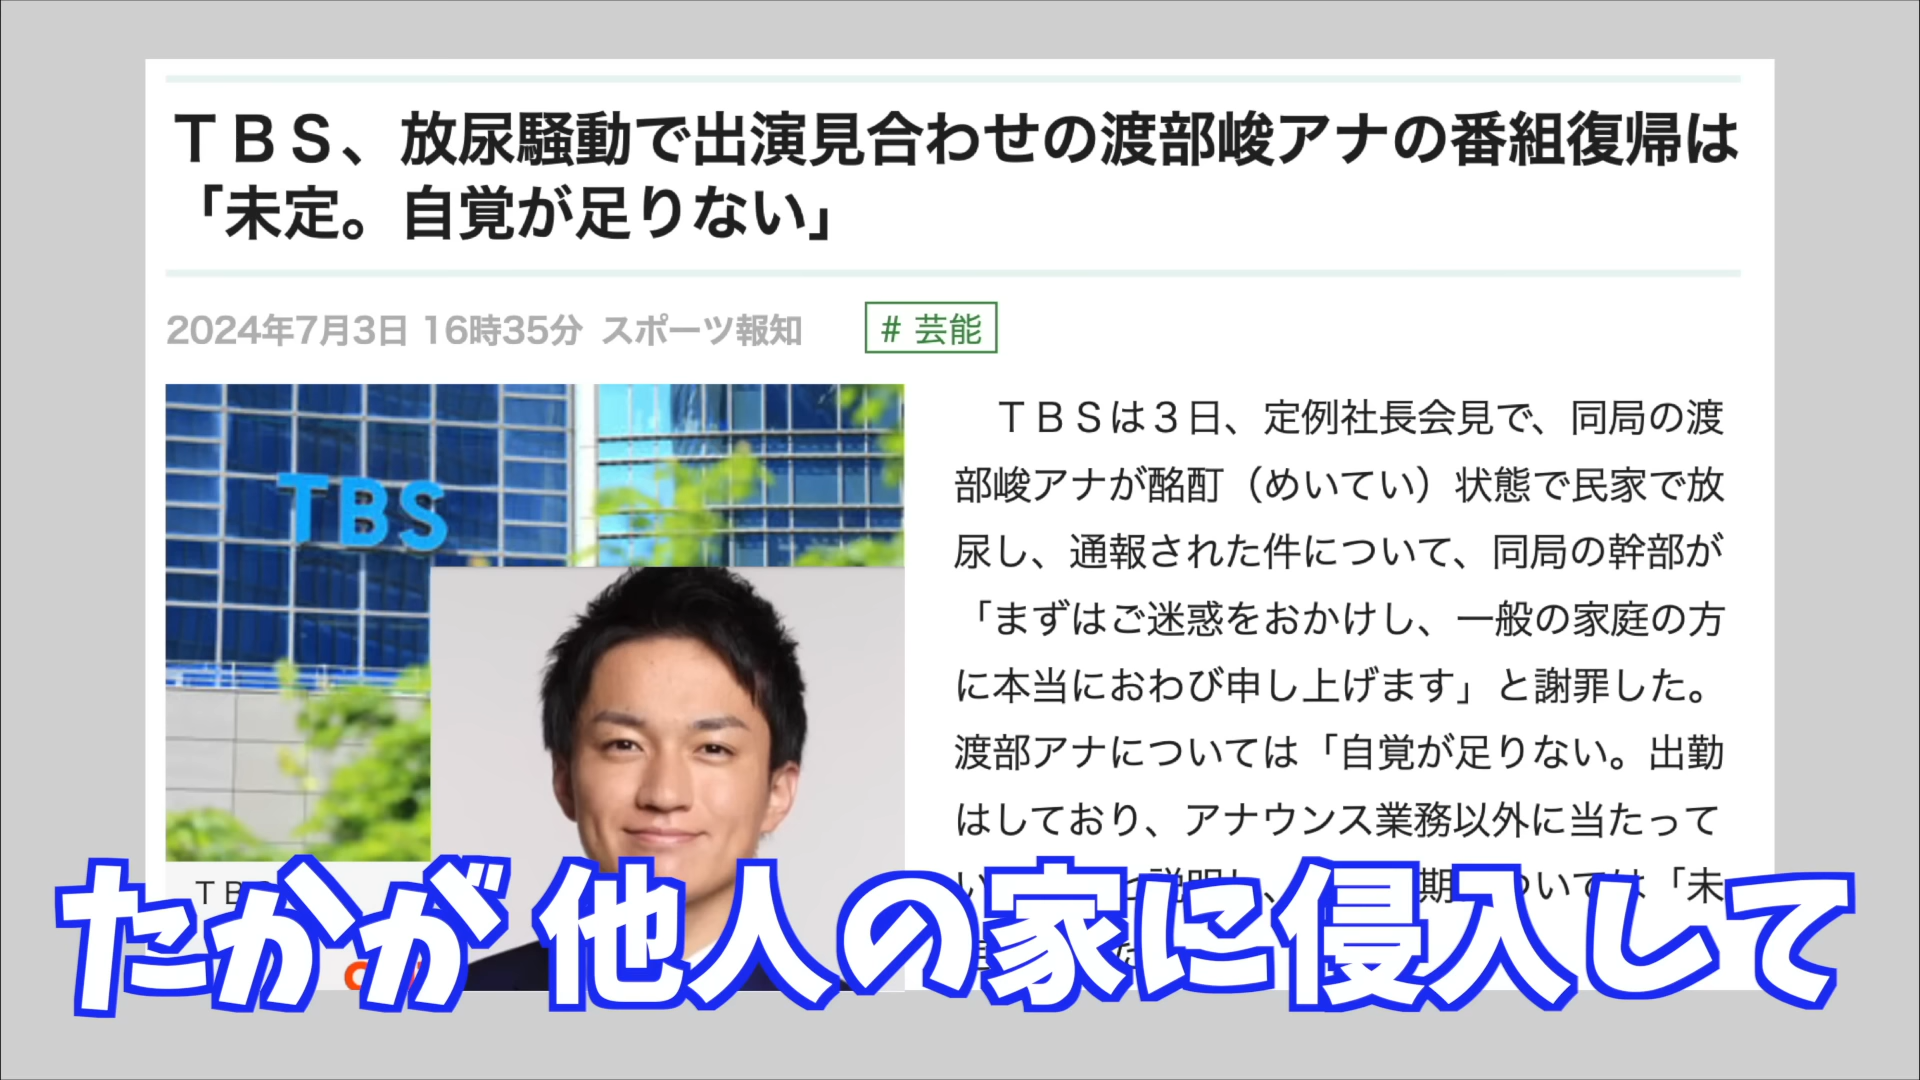 ＴＢＳ、放尿騒動で出演見合わせの渡部峻アナの番組復帰は
「未定。自覚が足りない」
2024年7月3日 16時35分 スポーツ報知
# 芸能
TBS
ＴＢＳは３日、定例社長会見で、同局の渡
部峻アナが酩酊（めいてい）状態で民家で放
尿し、通報された件について、同局の幹部が
「まずはご迷惑をおかけし、一般の家庭の方
に本当におわび申し上げます」と謝罪した。
渡部アナについては「自覚が足りない。出勤
はしており、アナウンス業務以外に当たって
ＴＢ
たかが他人の家に侵入して